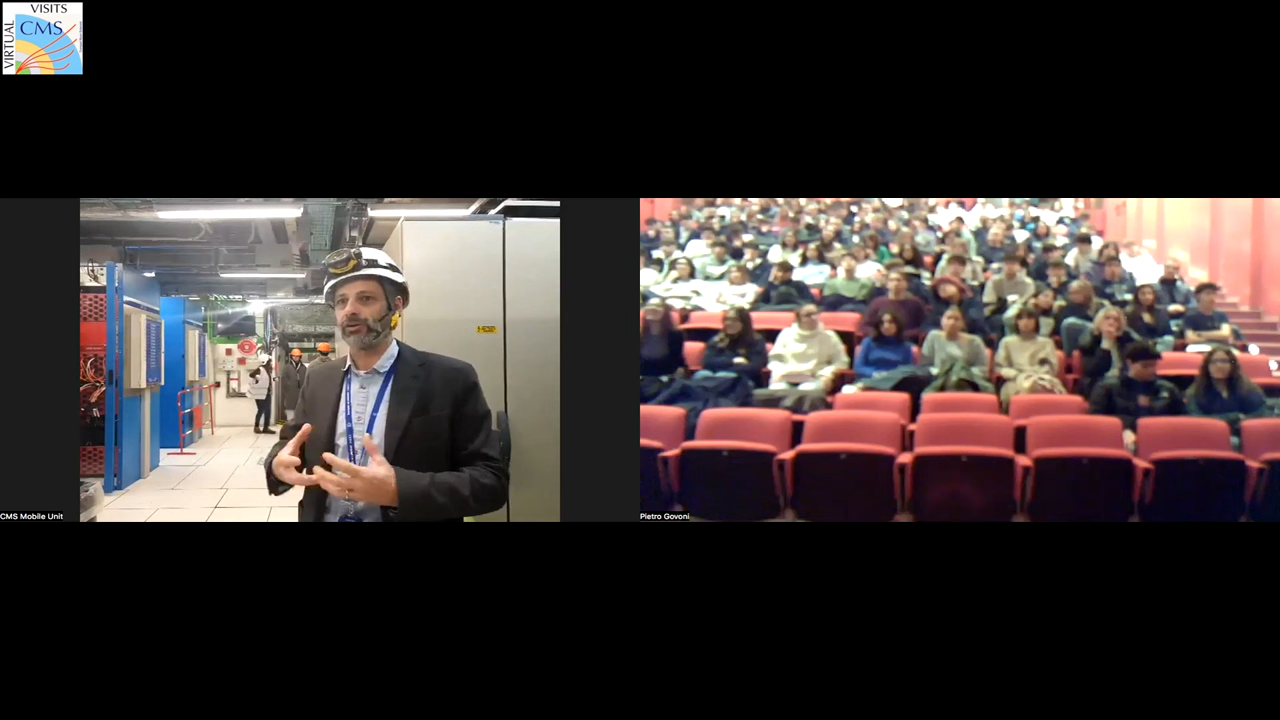 VISITS
CMS
VIRTUAL
CMS Mobile Unit
Pietro Govoni